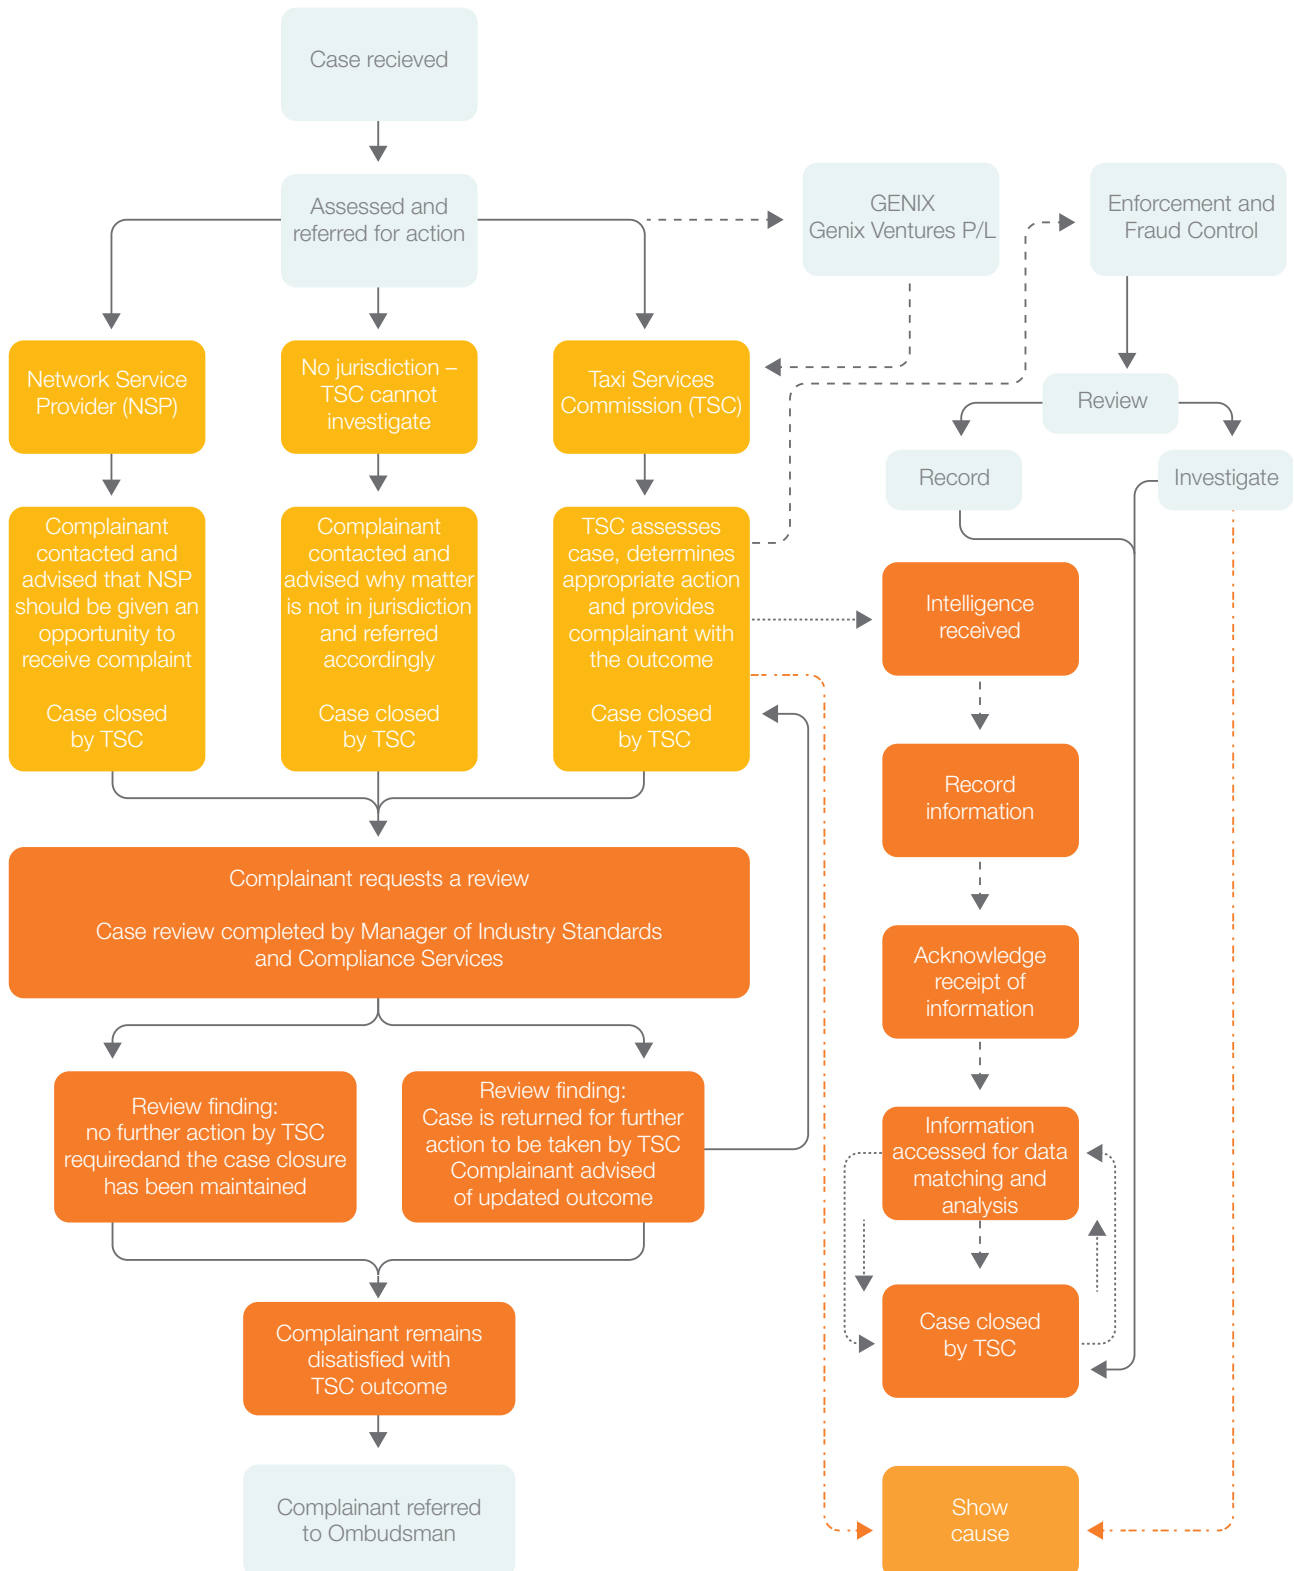 Case recieved
Assessed and
referred for action
GENIX
Genix Ventures P/L
Enforcement and
Fraud Control
Network Service
Provider (NSP)
No jurisdiction –
TSC cannot
investigate
Taxi Services
Commission (TSC)
Review
Record
Investigate
Complainant
contacted and
advised that NSP
should be given an
opportunity to
receive complaint
Case closed
by TSC
Complainant
contacted and
advised why matter
is not in jurisdiction
and referred
accordingly
Case closed
by TSC
TSC assesses
case, determines
appropriate action
and provides
complainant with
the outcome
Case closed
by TSC
Intelligence
received
Record
information
Acknowledge
receipt of
information
Information
accessed for data
matching and
analysis
Case closed
by TSC
Complainant requests a review
Case review completed by Manager of Industry Standards
and Compliance Services
Review finding:
no further action by TSC
requiredand the case closure
has been maintained
Review finding:
Case is returned for further
action to be taken by TSC
Complainant advised
of updated outcome
Complainant remains
disatisfied with
TSC outcome
Complainant referred
to Ombudsman
Show
cause